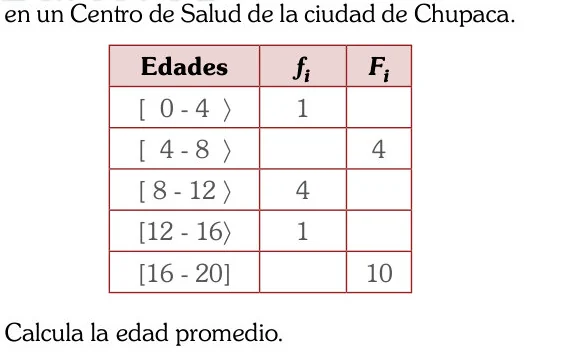 en un Centro de Salud de la ciudad de Chupaca.
Edades fᵢ Fᵢ
[ 0 - 4 ⟩ 1
[ 4 - 8 ⟩ 4
[ 8 - 12 ⟩ 4
[12 - 16⟩ 1
[16 - 20] 10
Calcula la edad promedio.